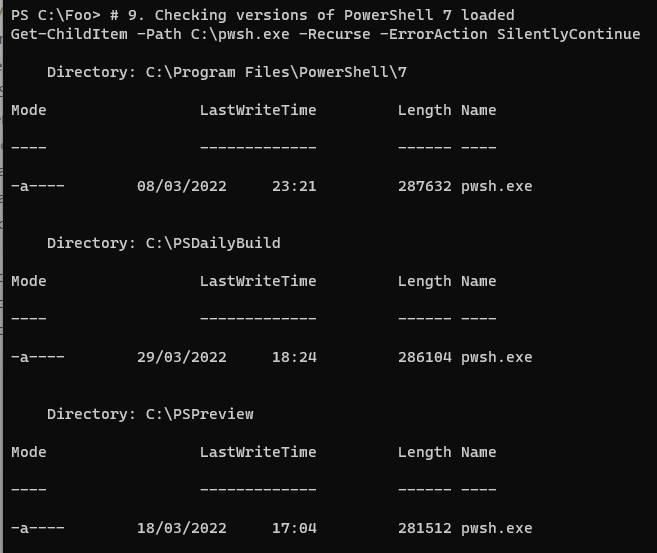 PS C:\Foo> # 9. Checking versions of PowerShell 7 loaded
Get-ChildItem -Path C:\pwsh.exe -Recurse -ErrorAction SilentlyContinue
Directory: C:\Program Files\PowerShell\7
Mode                 LastWriteTime         Length Name
----                 -------------         ------ ----
-a----        08/03/2022     23:21         287632 pwsh.exe
Directory: C:\PSDailyBuild
Mode                 LastWriteTime         Length Name
----                 -------------         ------ ----
-a----        29/03/2022     18:24         286104 pwsh.exe
Directory: C:\PSPreview
Mode                 LastWriteTime         Length Name
----                 -------------         ------ ----
-a----        18/03/2022     17:04         281512 pwsh.exe